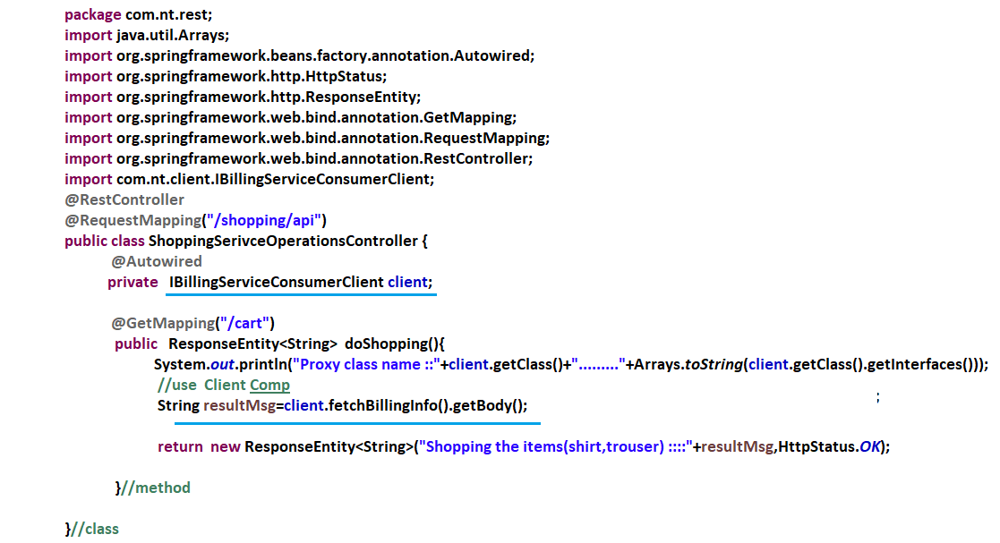 package com.nt.rest;
import java.util.Arrays;
import org.springframework.beans.factory.annotation.Autowired;
import org.springframework.http.HttpStatus;
import org.springframework.http.ResponseEntity;
import org.springframework.web.bind.annotation.GetMapping;
import org.springframework.web.bind.annotation.RequestMapping;
import org.springframework.web.bind.annotation.RestController;
import com.nt.client.IBillingServiceConsumerClient;
@RestController
@RequestMapping("/shopping/api")
public class ShoppingSerivceOperationsController {
@Autowired
private IBillingServiceConsumerClient client;
@GetMapping("/cart")
public ResponseEntity<String> doShopping(){
System.out.println("Proxy class name ::"+client.getClass()+"........."+Arrays.toString(client.getClass().getInterfaces()));
//use Client Comp
;
String resultMsg=client.fetchBillingInfo().getBody();
return new ResponseEntity<String>("Shopping the items(shirt,trouser) ::::"+resultMsg,HttpStatus.OK);
}//method
}//class